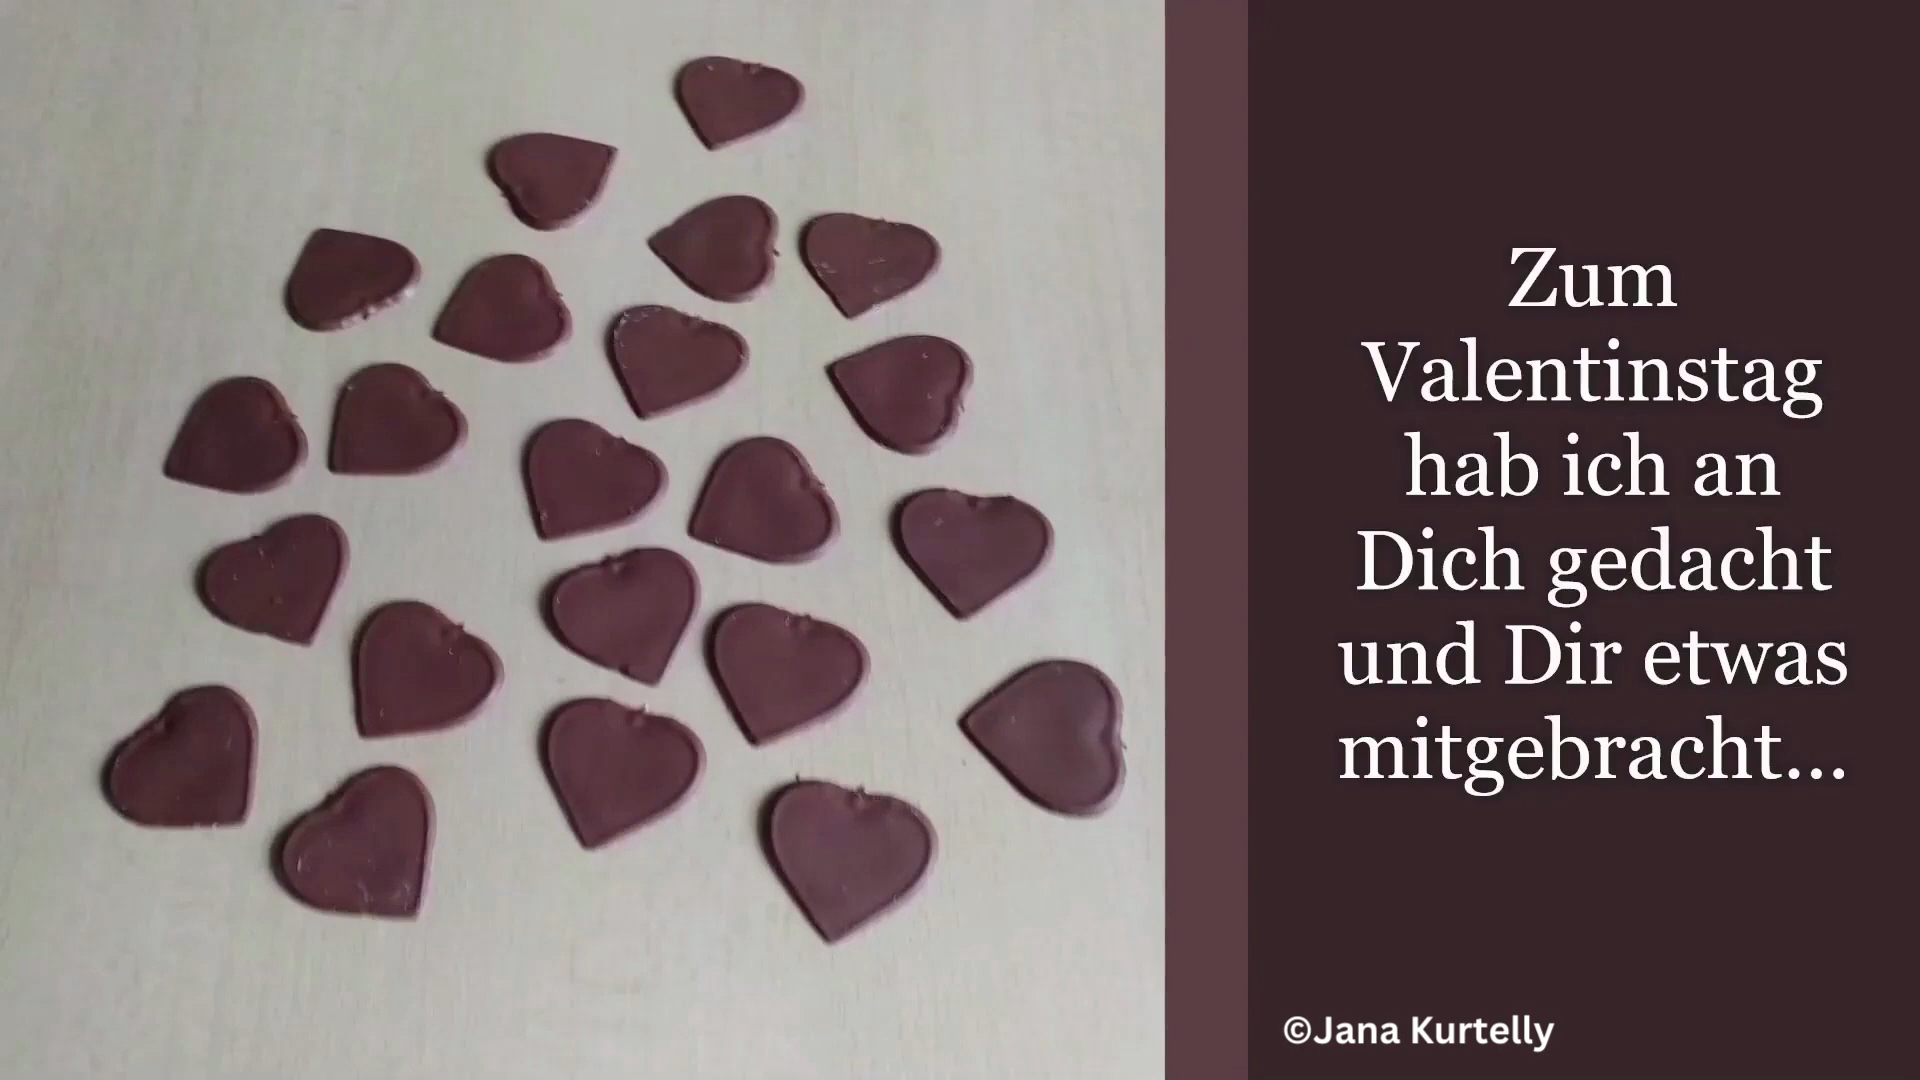 Zum
Valentinstag
hab ich an
Dich gedacht
und Dir etwas
mitgebracht...
©Jana Kurtelly